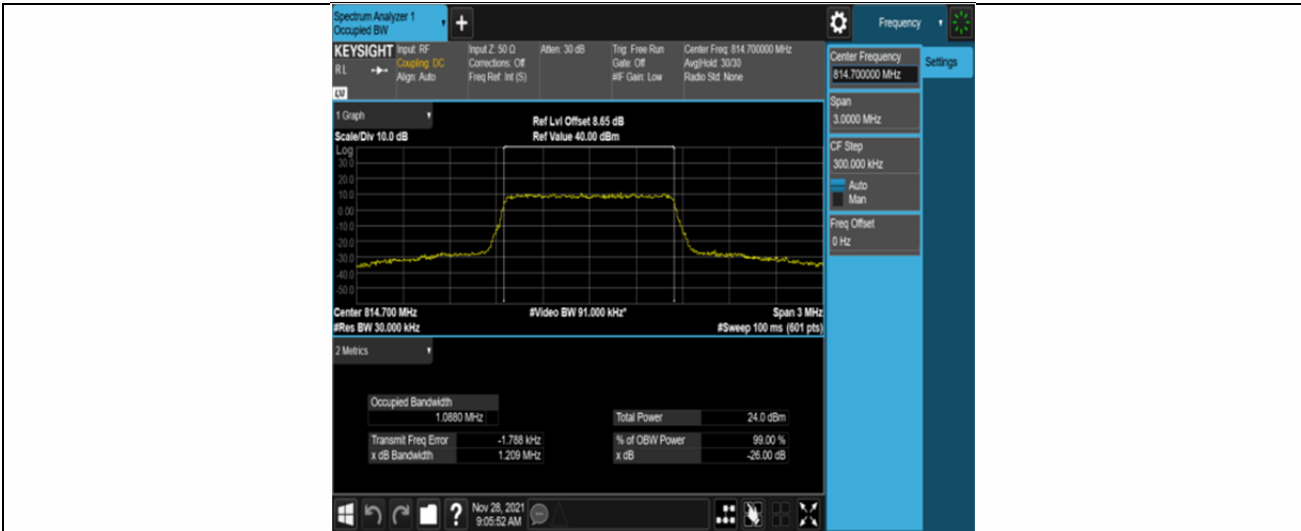 Spectrum Analyzer 1
Occupied BW
Frequency
KEYSIGHT Input: RF Input Z: 50 Ω Atten: 30 dB Trig: Free Run Center Freq: 814.700000 MHz
RL Coupling: DC Corrections: Off Gate: Off Avg|Hold: 30/30
Align: Auto Freq Ref: Int (S) #IF Gain: Low Radio Std: None
Center Frequency
814.700000 MHz
Settings
Span
3.0000 MHz
CF Step
300.000 kHz
Auto
Man
Freq Offset
0 Hz
1 Graph
Ref Lvl Offset 8.65 dB
Scale/Div 10.0 dB Ref Value 40.00 dBm
Log
30.0
20.0
10.0
0.00
-10.0
-20.0
-30.0
-40.0
-50.0
Center 814.700 MHz #Video BW 91.000 kHz* Span 3 MHz
#Res BW 30.000 kHz #Sweep 100 ms (601 pts)
2 Metrics
Occupied Bandwidth
1.0880 MHz Total Power 24.0 dBm
Transmit Freq Error -1.788 kHz % of OBW Power 99.00 %
x dB Bandwidth 1.209 MHz x dB -26.00 dB
Nov 28, 2021
9:05:52 AM